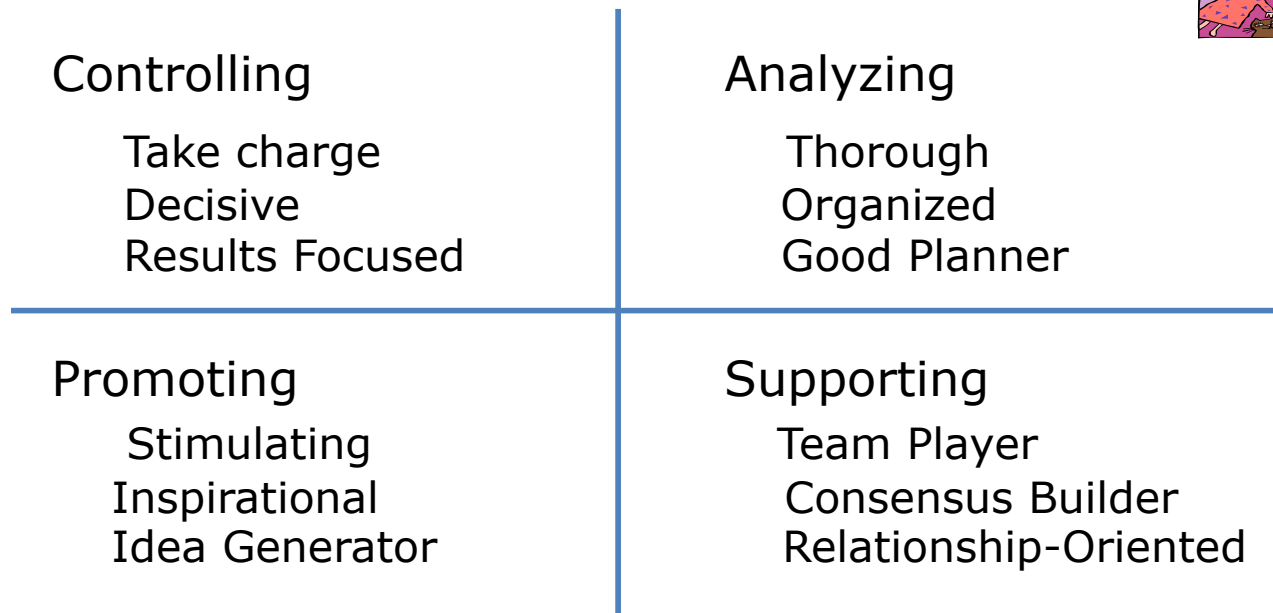 Controlling
Take charge
Decisive
Results Focused
Analyzing
Thorough
Organized
Good Planner
Promoting
Stimulating
Inspirational
Idea Generator
Supporting
Team Player
Consensus Builder
Relationship-Oriented